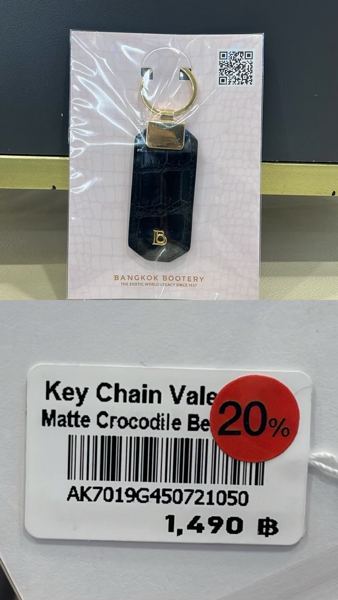 B
BANGKOK BOOTERY
THE EXOTIC WORLD LEGACY SINCE 1937
Key Chain Vale
Matte Crocodile Be
20%
AK7019G450721050
1,490 ฿